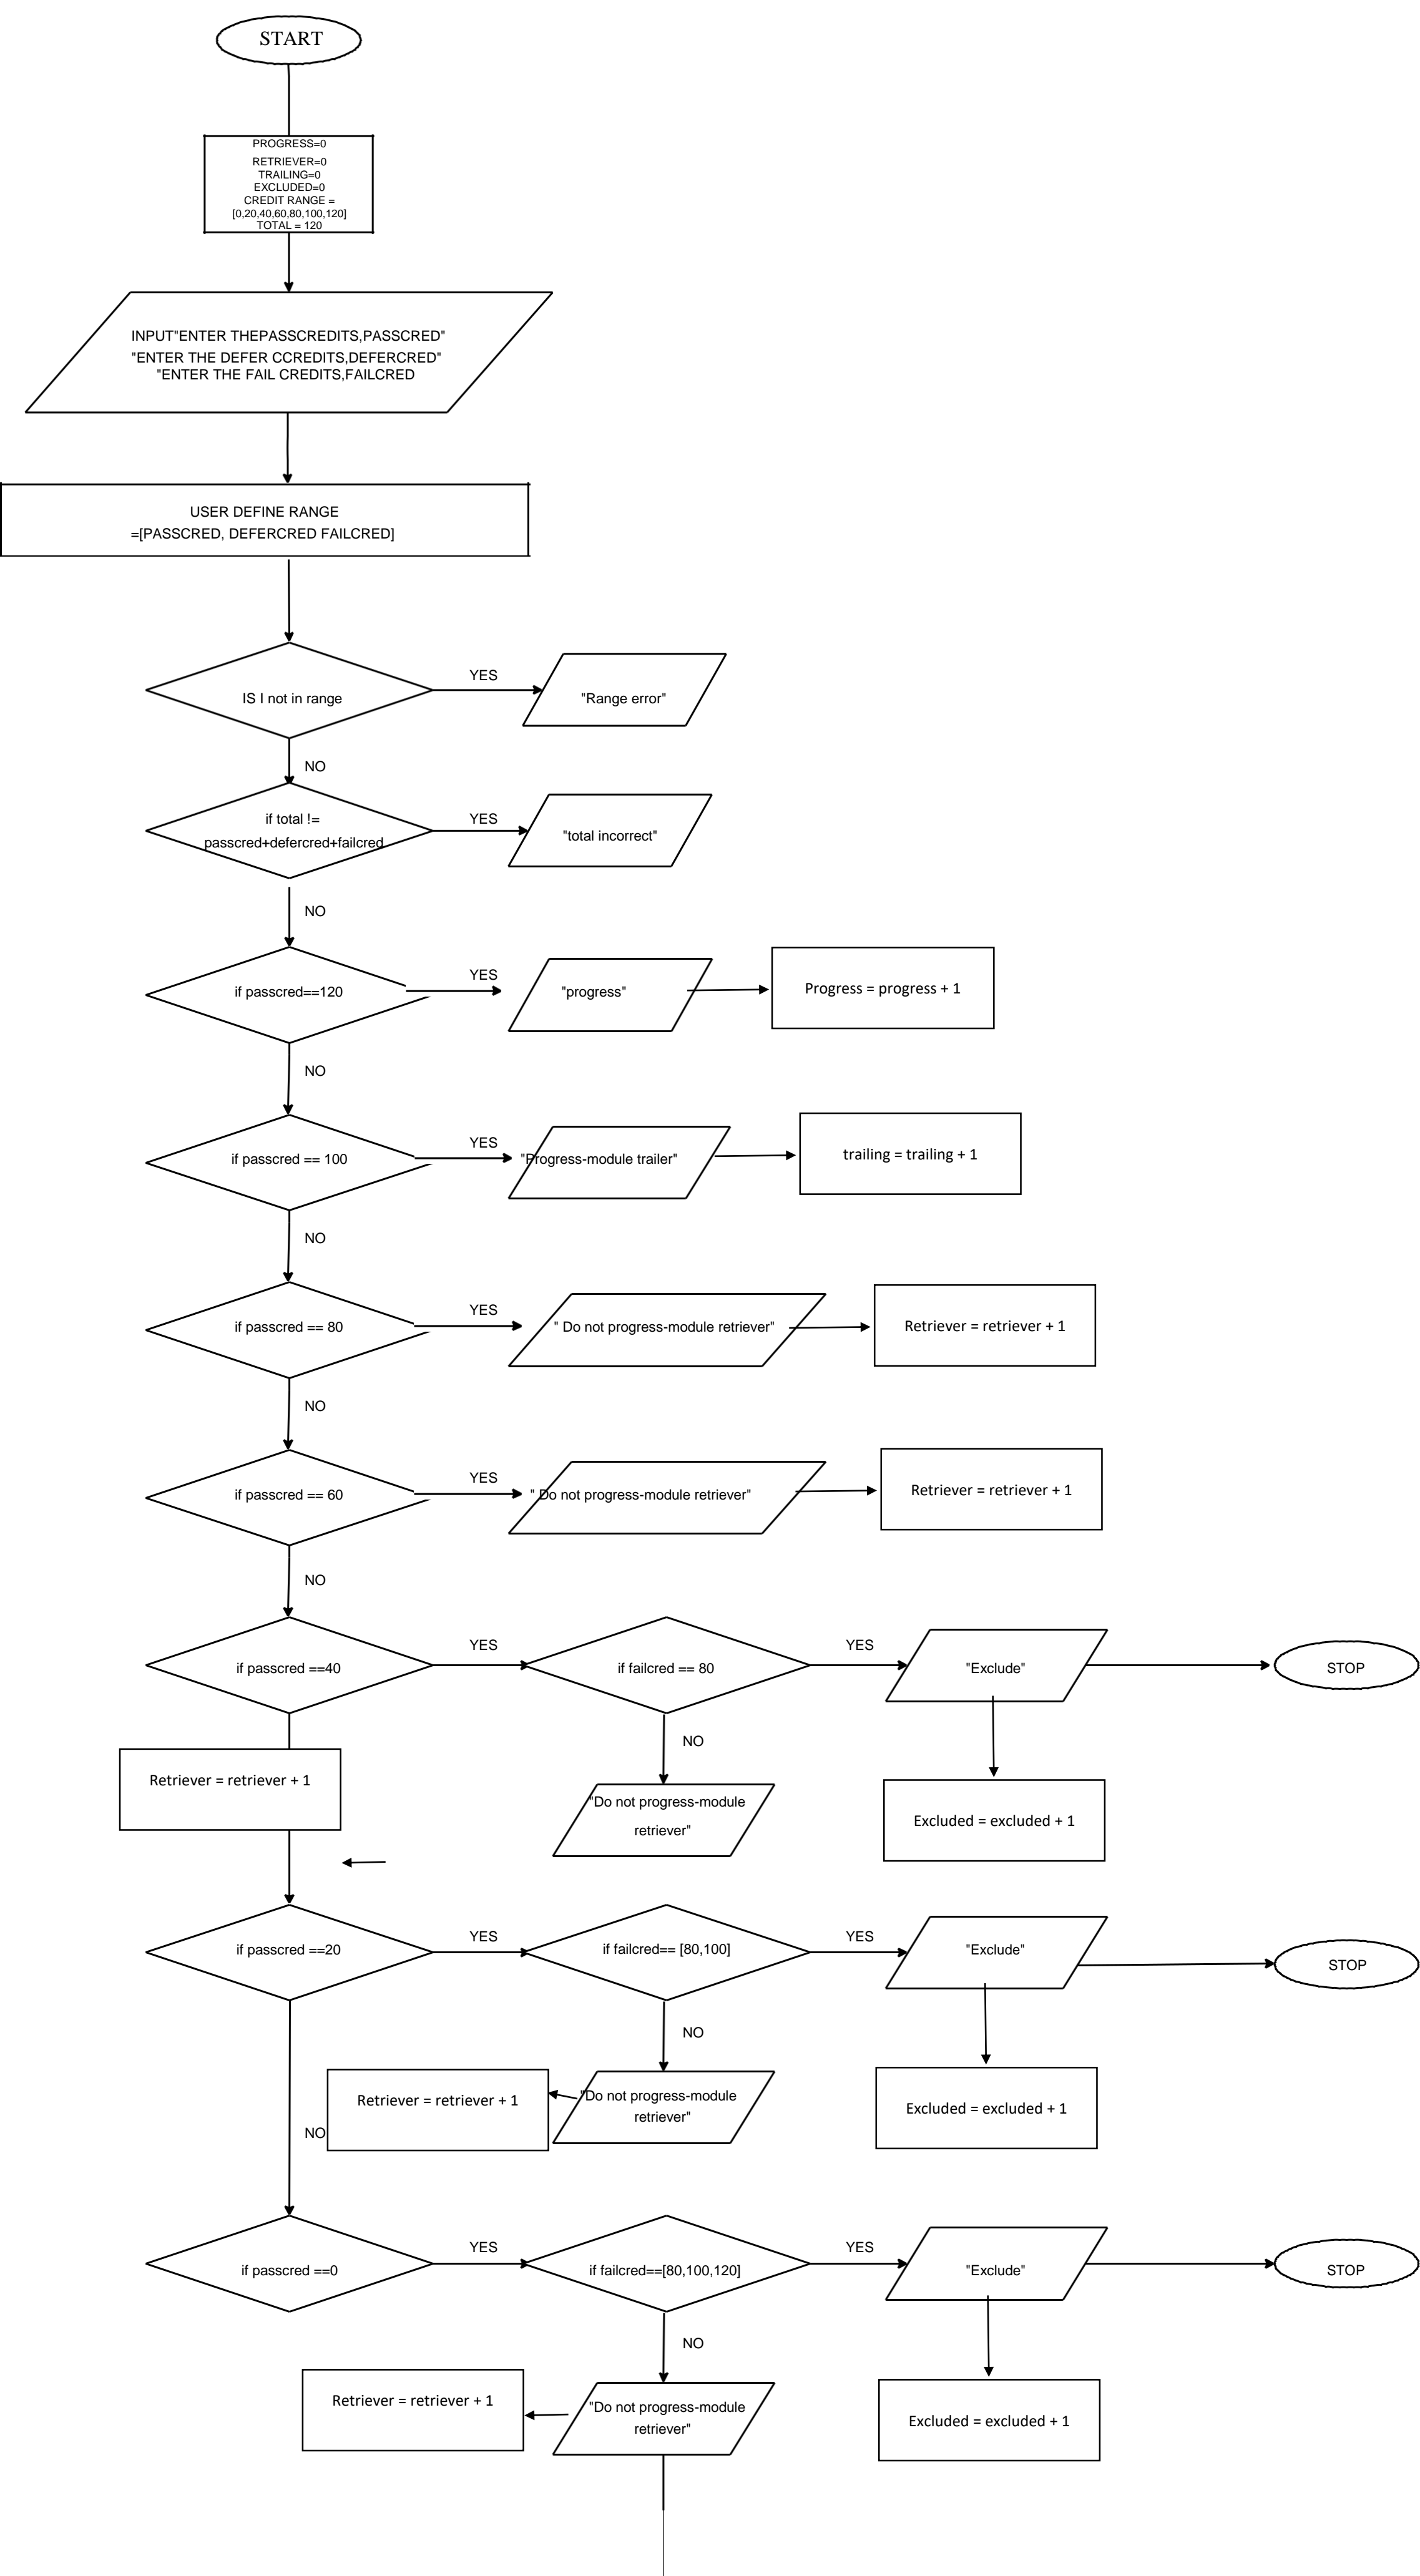 START
PROGRESS=0
RETRIEVER=0
TRAILING=0
EXCLUDED=0
CREDIT RANGE =
[0,20,40,60,80,100,120]
TOTAL = 120
INPUT"ENTER THEPASSCREDITS,PASSCRED"
"ENTER THE DEFER CCREDITS,DEFERCRED"
"ENTER THE FAIL CREDITS,FAILCRED
USER DEFINE RANGE
=[PASSCRED, DEFERCRED FAILCRED]
IS I not in range
YES
"Range error"
NO
if total !=
passcred+defercred+failcred
YES
"total incorrect"
NO
if passcred==120
YES
"progress"
Progress = progress + 1
NO
if passcred == 100
YES
"Progress-module trailer"
trailing = trailing + 1
NO
if passcred == 80
YES
" Do not progress-module retriever"
Retriever = retriever + 1
NO
if passcred == 60
YES
" Do not progress-module retriever"
Retriever = retriever + 1
NO
if passcred ==40
YES
if failcred == 80
YES
"Exclude"
STOP
NO
Retriever = retriever + 1
"Do not progress-module
retriever"
Excluded = excluded + 1
if passcred ==20
YES
if failcred== [80,100]
YES
"Exclude"
STOP
NO
Retriever = retriever + 1
"Do not progress-module
retriever"
Excluded = excluded + 1
NO
if passcred ==0
YES
if failcred==[80,100,120]
YES
"Exclude"
STOP
NO
Retriever = retriever + 1
"Do not progress-module
retriever"
Excluded = excluded + 1